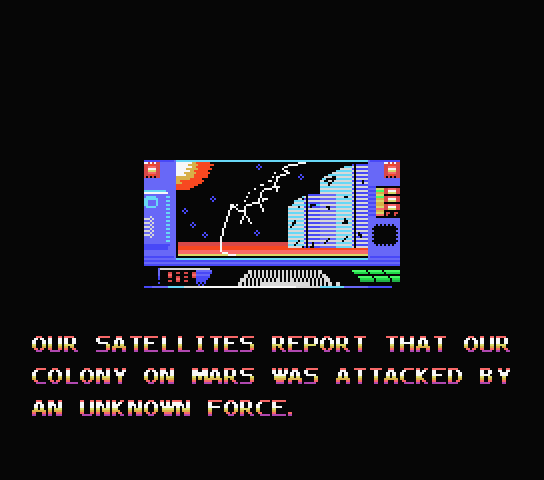 OUR SATELLITES REPORT THAT OUR
COLONY ON MARS WAS ATTACKED BY
AN UNKNOWN FORCE.